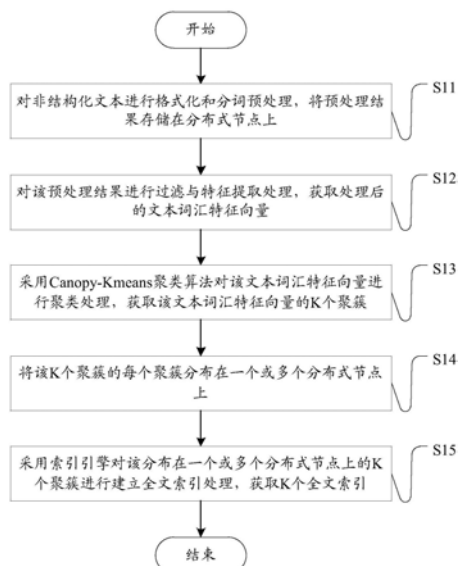 开始
对非结构化文本进行格式化和分词预处理，将预处理结
果存储在分布式节点上
S11
对该预处理结果进行过滤与特征提取处理，获取处理后
的文本词汇特征向量
S12
采用Canopy-Kmeans聚类算法对该文本词汇特征向量进
行聚类处理，获取该文本词汇特征向量的K个聚簇
S13
将该K个聚簇的每个聚簇分布在一个或多个分布式节点
上
S14
采用索引引擎对该分布在一个或多个分布式节点上的K
个聚簇进行建立全文索引处理，获取K个全文索引
S15
结束